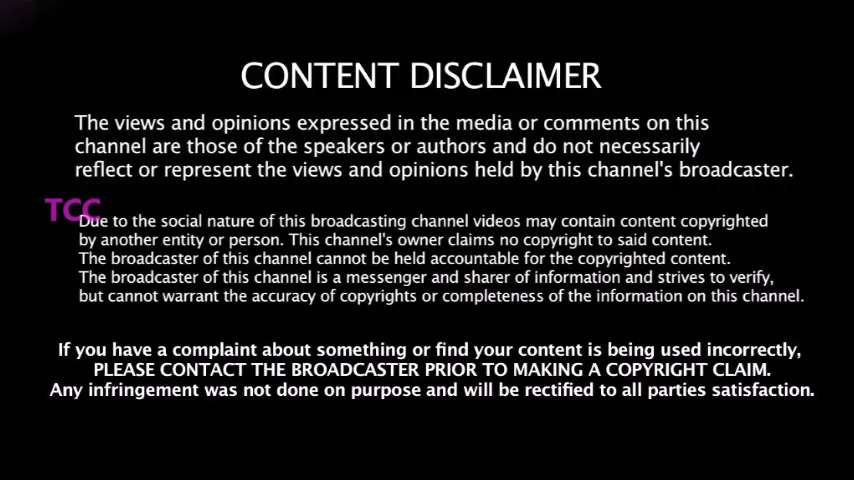 CONTENT DISCLAIMER
The views and opinions expressed in the media or comments on this
channel are those of the speakers or authors and do not necessarily
reflect or represent the views and opinions held by this channel's broadcaster.
TCC
Due to the social nature of this broadcasting channel videos may contain content copyrighted
by another entity or person. This channel's owner claims no copyright to said content.
The broadcaster of this channel cannot be held accountable for the copyrighted content.
The broadcaster of this channel is a messenger and sharer of information and strives to verify,
but cannot warrant the accuracy of copyrights or completeness of the information on this channel.
If you have a complaint about something or find your content is being used incorrectly,
PLEASE CONTACT THE BROADCASTER PRIOR TO MAKING A COPYRIGHT CLAIM.
Any infringement was not done on purpose and will be rectified to all parties satisfaction.